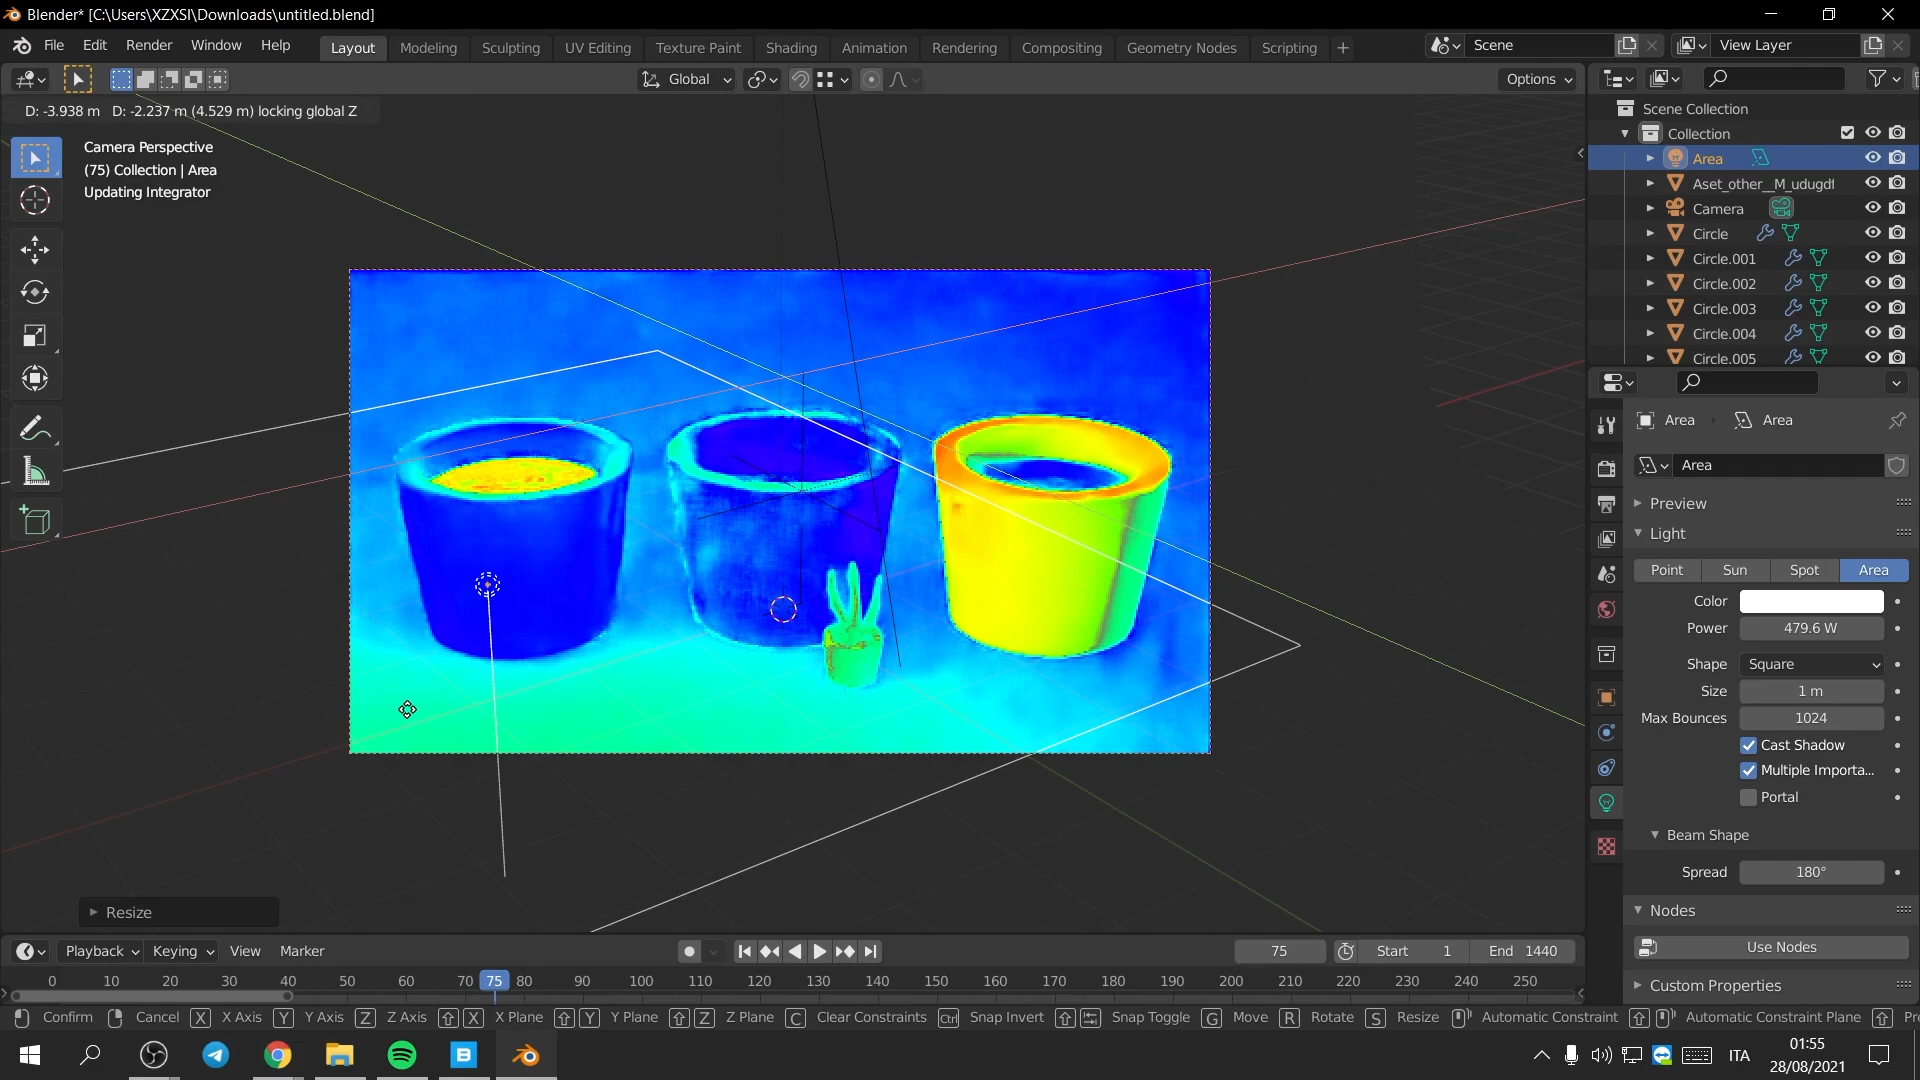 Blender* [C:\Users\XZXSI\Downloads\untitled.blend]
File Edit Render Window Help
Layout Modeling Sculpting UV Editing Texture Paint Shading Animation Rendering Compositing Geometry Nodes Scripting +
Scene
View Layer
Global
Options
D: -3.938 m D: -2.237 m (4.529 m) locking global Z
Camera Perspective
(75) Collection | Area
Updating Integrator
Scene Collection
Collection
Area
Aset_other__M_udugdf
Camera
Circle
Circle.001
Circle.002
Circle.003
Circle.004
Circle.005
Area Area
Area
Preview
Light
Point Sun Spot Area
Color
Power 479.6 W
Shape Square
Size 1 m
Max Bounces 1024
Cast Shadow
Multiple Importa...
Portal
Beam Shape
Spread 180°
Nodes
Use Nodes
Custom Properties
Resize
Playback Keying View Marker
75 Start 1 End 1440
0 10 20 30 40 50 60 70 75 80 90 100 110 120 130 140 150 160 170 180 190 200 210 220 230 240 250
Confirm Cancel X X Axis Y Y Axis Z Z Axis X X Plane Y Y Plane Z Z Plane C Clear Constraints Ctrl Snap Invert Snap Toggle G Move R Rotate S Resize Automatic Constraint Automatic Constraint Plane
ITA
01:55
28/08/2021